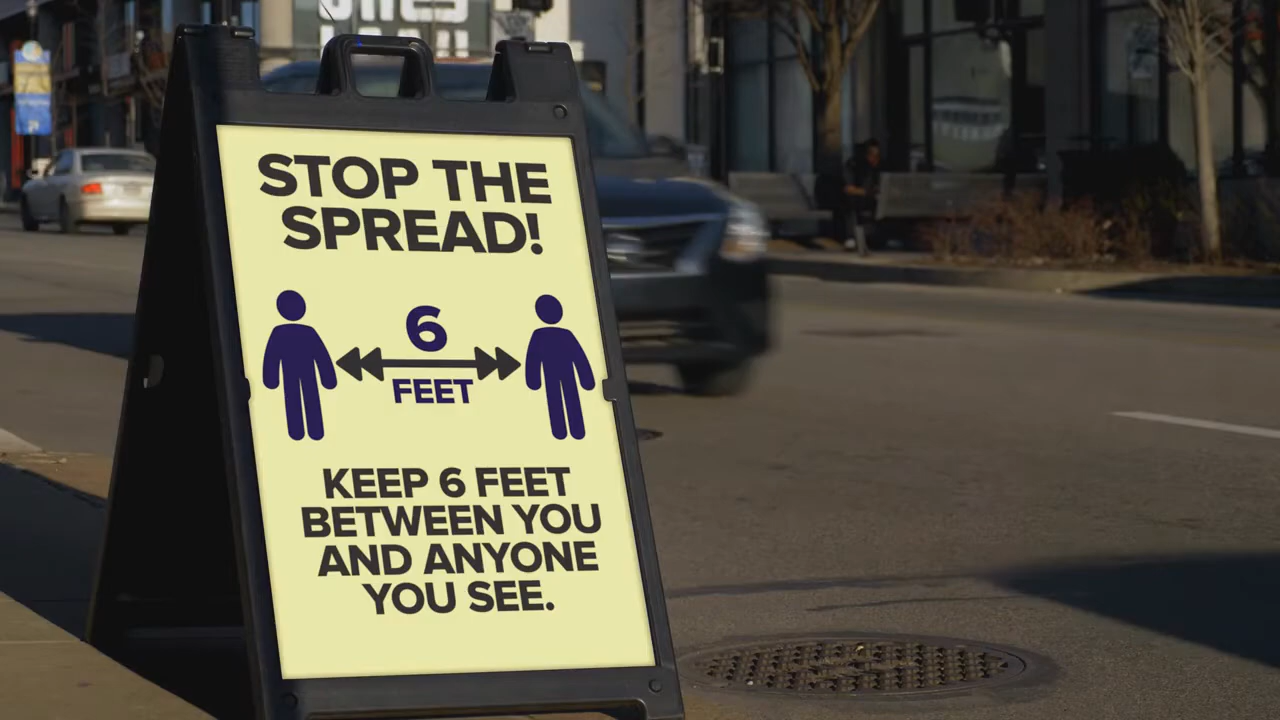 STOP THE
SPREAD!
6
FEET
KEEP 6 FEET
BETWEEN YOU
AND ANYONE
YOU SEE.